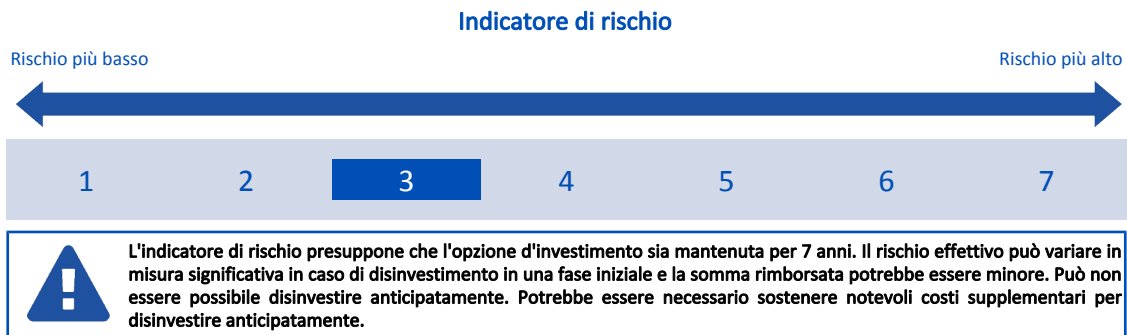 Indicatore di rischio
Rischio più basso
Rischio più alto
1 2 3 4 5 6 7
L'indicatore di rischio presuppone che l'opzione d'investimento sia mantenuta per 7 anni. Il rischio effettivo può variare in
misura significativa in caso di disinvestimento in una fase iniziale e la somma rimborsata potrebbe essere minore. Può non
essere possibile disinvestire anticipatamente. Potrebbe essere necessario sostenere notevoli costi supplementari per
disinvestire anticipatamente.